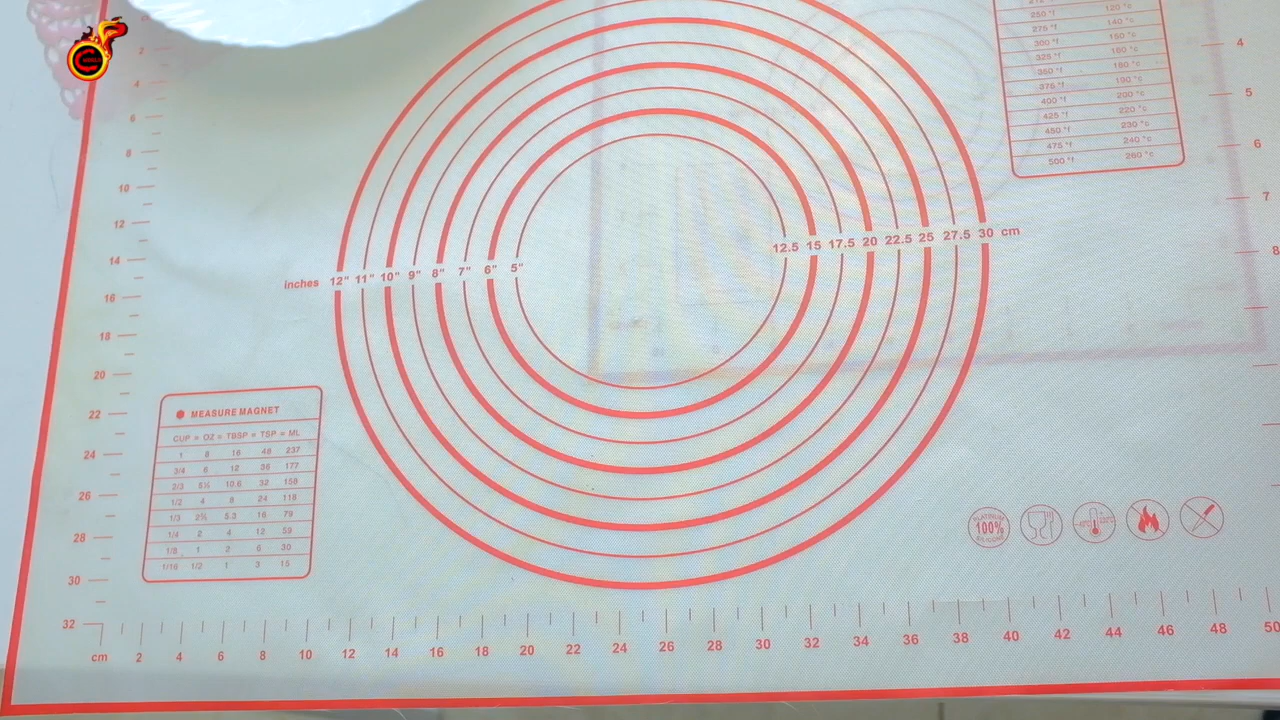 250 °f 120 °c
275 °f 140 °c
300 °f 150 °c
325 °f 160 °c
350 °f 180 °c
375 °f 190 °c
400 °f 200 °c
425 °f 220 °c
450 °f 230 °c
475 °f 240 °c
500 °f 260 °c
2
4
6
8
10
12
14
16
18
20
22
24
26
28
30
32
4
5
6
7
8
12.5 15 17.5 20 22.5 25 27.5 30 cm
inches 12" 11" 10" 9" 8" 7" 6" 5"
MEASURE MAGNET
CUP = OZ = TBSP = TSP = ML
1 8 16 48 237
3/4 6 12 36 177
2/3 5⅓ 10.6 32 158
1/2 4 8 24 118
1/3 2⅔ 5.3 16 79
1/4 2 4 12 59
1/8 1 2 6 30
1/16 1/2 1 3 15
PLATINUM
100%
SILICONE
cm 2 4 6 8 10 12 14 16 18 20 22 24 26 28 30 32 34 36 38 40 42 44 46 48 50